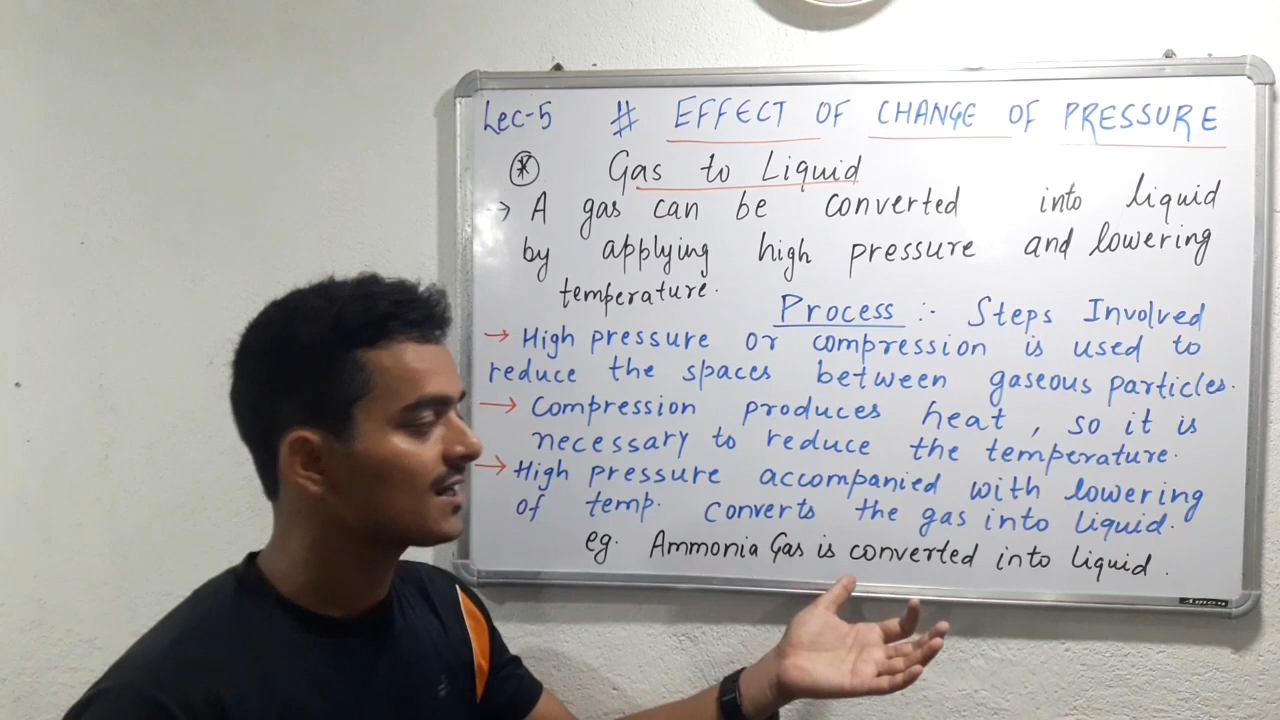 Lec-5 # EFFECT OF CHANGE OF PRESSURE
* Gas to Liquid
→ A gas can be converted into liquid
by applying high pressure and lowering
temperature.
Process :- Steps Involved
→ High pressure or compression is used to
reduce the spaces between gaseous particles.
→ Compression produces heat, so it is
necessary to reduce the temperature.
→ High pressure accompanied with lowering
of temp. converts the gas into liquid.
eg. Ammonia Gas is converted into liquid.